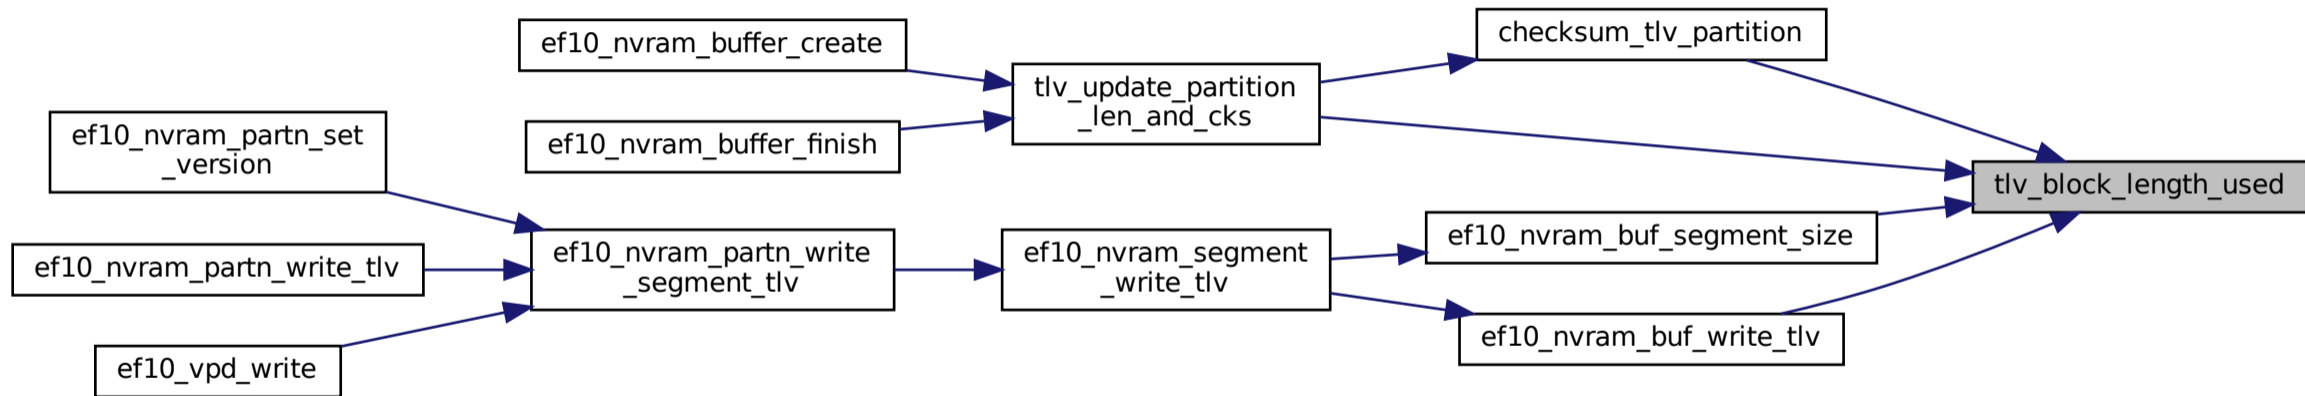 checksum_tlv_partition
ef10_nvram_buffer_create
tlv_update_partition
_len_and_cks
ef10_nvram_buffer_finish
ef10_nvram_partn_set
_version
tlv_block_length_used
ef10_nvram_buf_segment_size
ef10_nvram_partn_write_tlv
ef10_nvram_partn_write
_segment_tlv
ef10_nvram_segment
_write_tlv
ef10_nvram_buf_write_tlv
ef10_vpd_write